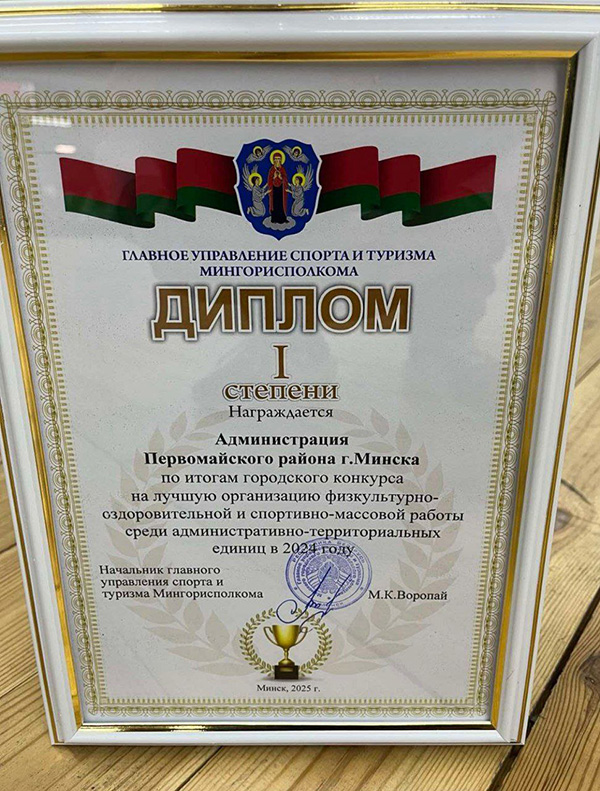 ГЛАВНОЕ УПРАВЛЕНИЕ СПОРТА И ТУРИЗМА
МИНГОРИСПОЛКОМА
ДИПЛОМ
I
степени
Награждается
Администрация
Первомайского района г.Минска
по итогам городского конкурса
на лучшую организацию физкультурно-
оздоровительной и спортивно-массовой работы
среди административно-территориальных
единиц в 2024 году
Начальник главного
управления спорта и
туризма Мингорисполкома
М.К.Воропай
Минск, 2025 г.